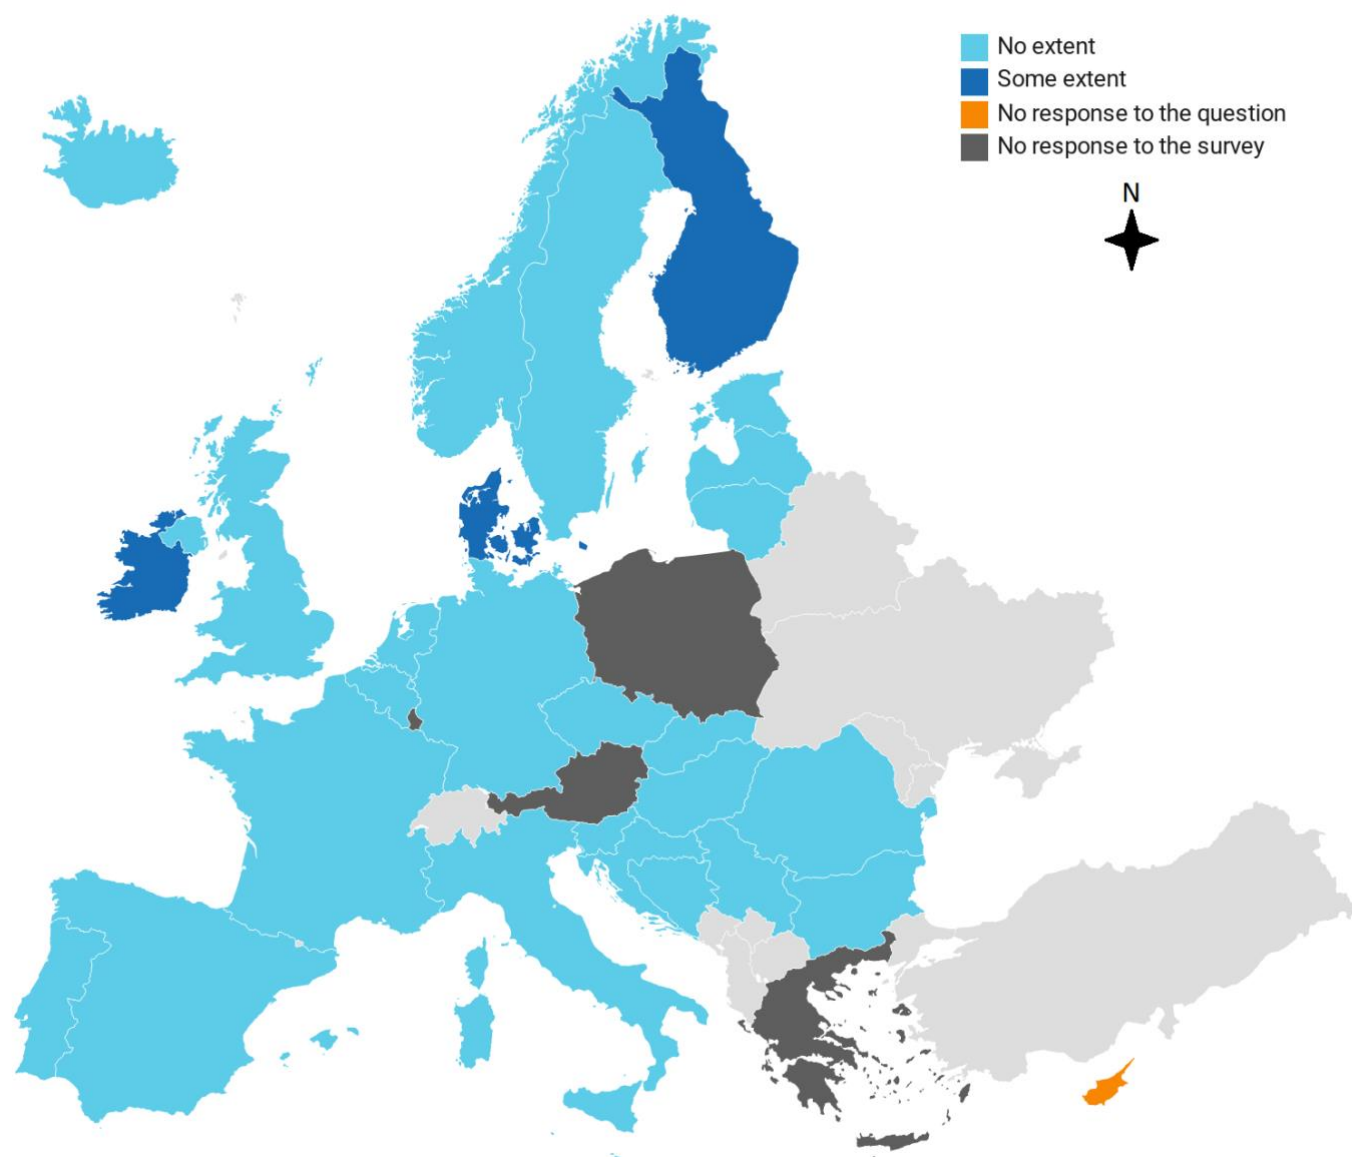 No extent
Some extent
No response to the question
No response to the survey
N